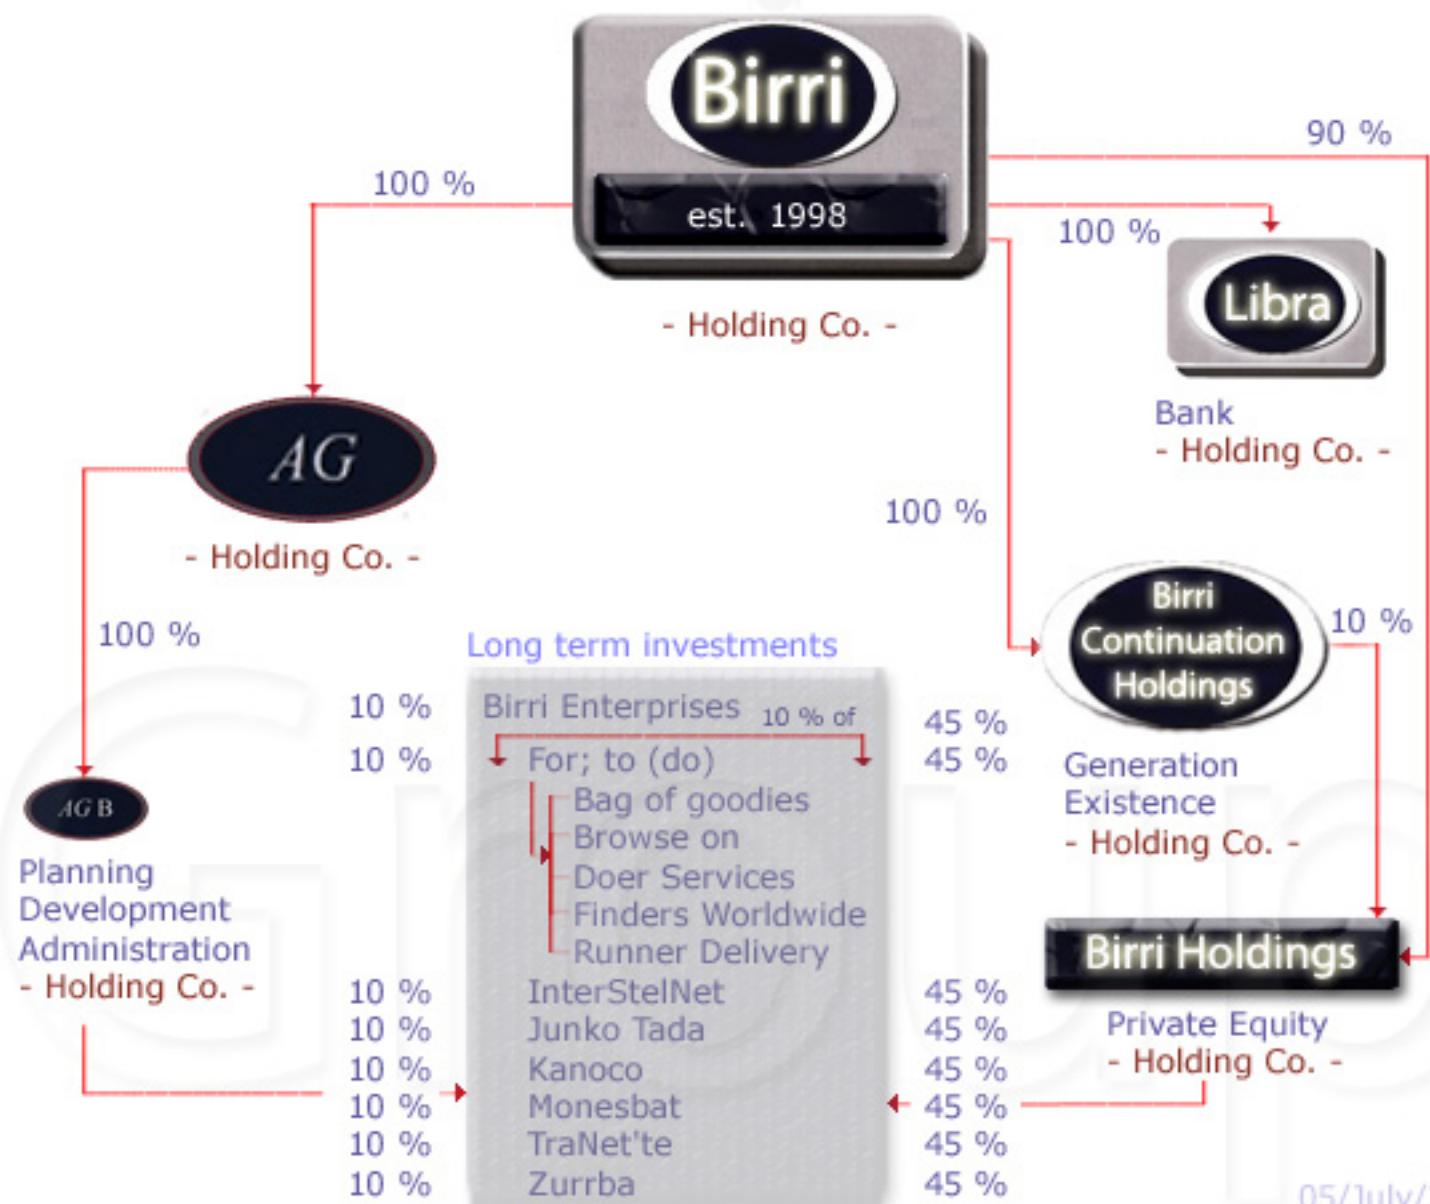 Birri
est. 1998
- Holding Co. -
90 %
100 %
100 %
Libra
Bank
- Holding Co. -
AG
- Holding Co. -
100 %
100 %
Birri
Continuation
Holdings
10 %
Generation
Existence
- Holding Co. -
AG B
Planning
Development
Administration
- Holding Co. -
Long term investments
10 % Birri Enterprises 10 % of 45 %
10 % For; to (do) 45 %
Bag of goodies
Browse on
Doer Services
Finders Worldwide
Runner Delivery
10 % InterStelNet 45 %
10 % Junko Tada 45 %
10 % Kanoco 45 %
10 % Monesbat 45 %
10 % TraNet'te 45 %
10 % Zurrba 45 %
Birri Holdings
Private Equity
- Holding Co. -
Group
05/July/